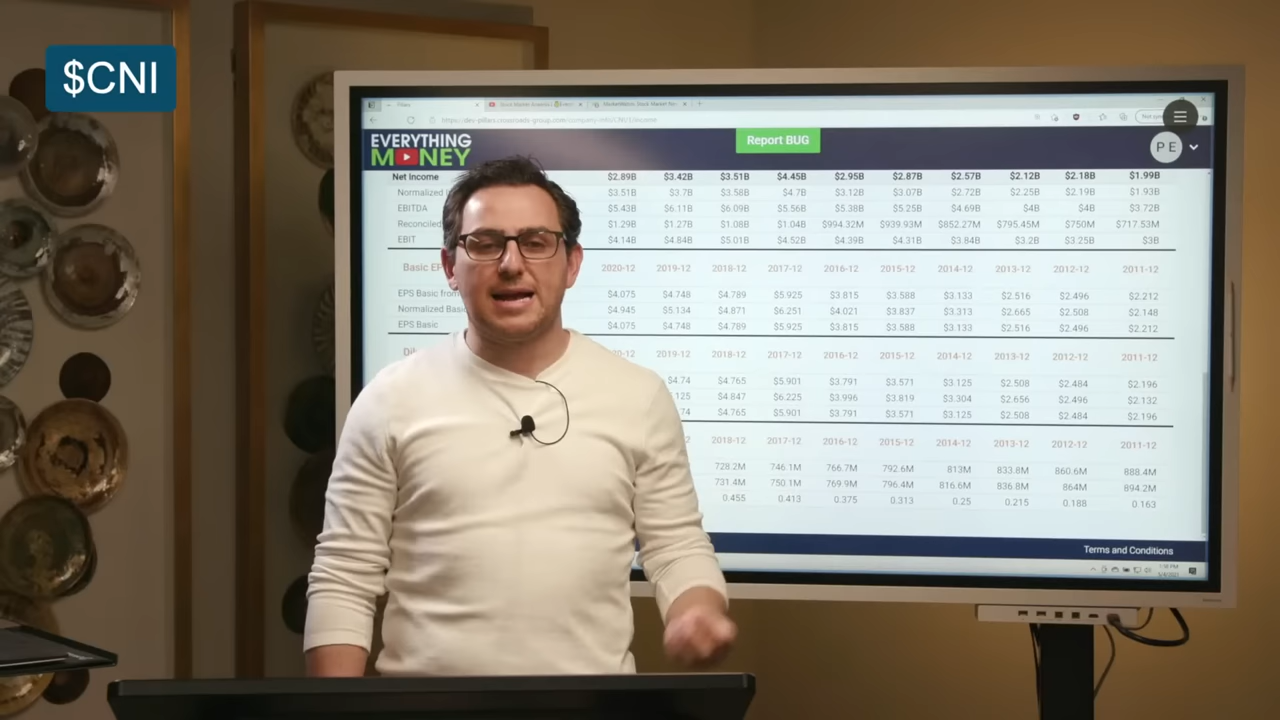 $CNI
Report BUG
EVERYTHING
MONEY
P E
Net Income $2.89B $3.42B $3.51B $4.45B $2.95B $2.87B $2.57B $2.12B $2.18B $1.99B
Normalized $3.51B $3.7B $3.58B $4.7B $3.12B $3.07B $2.72B $2.25B $2.19B $1.93B
EBITDA $5.43B $6.11B $6.09B $5.56B $5.38B $5.25B $4.69B $4B $4B $3.72B
Reconciled $1.29B $1.27B $1.08B $1.04B $994.32M $939.93M $852.27M $795.45M $750M $717.53M
EBIT $4.14B $4.84B $5.01B $4.52B $4.39B $4.31B $3.84B $3.2B $3.25B $3B
Basic EP 2020-12 2019-12 2018-12 2017-12 2016-12 2015-12 2014-12 2013-12 2012-12 2011-12
EPS Basic from $4.075 $4.748 $4.789 $5.925 $3.815 $3.588 $3.133 $2.516 $2.496 $2.212
Normalized Basi $4.945 $5.134 $4.871 $6.251 $4.021 $3.837 $3.313 $2.665 $2.508 $2.148
EPS Basic $4.075 $4.748 $4.789 $5.925 $3.815 $3.588 $3.133 $2.516 $2.496 $2.212
Dil 20-12 2019-12 2018-12 2017-12 2016-12 2015-12 2014-12 2013-12 2012-12 2011-12
$4.74 $4.765 $5.901 $3.791 $3.571 $3.125 $2.508 $2.484 $2.196
.125 $4.847 $6.225 $3.996 $3.819 $3.304 $2.656 $2.496 $2.132
74 $4.765 $5.901 $3.791 $3.571 $3.125 $2.508 $2.484 $2.196
2018-12 2017-12 2016-12 2015-12 2014-12 2013-12 2012-12 2011-12
728.2M 746.1M 766.7M 792.6M 813M 833.8M 860.6M 888.4M
731.4M 750.1M 769.9M 796.4M 816.6M 836.8M 864M 894.2M
0.455 0.413 0.375 0.313 0.25 0.215 0.188 0.163
Terms and Conditions